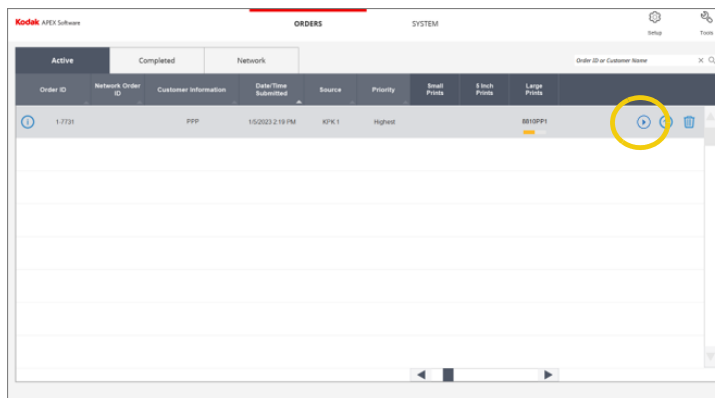 Kodak APEX Software
ORDERS
SYSTEM
Setup
Tools
Active
Completed
Network
Order ID or Customer Name
Order ID
Network Order ID
Customer Information
Date/Time Submitted
Source
Priority
Small Prints
5 Inch Prints
Large Prints
1-7731
PPP
1/5/2023 2:19 PM
KPK 1
Highest
8810PP1